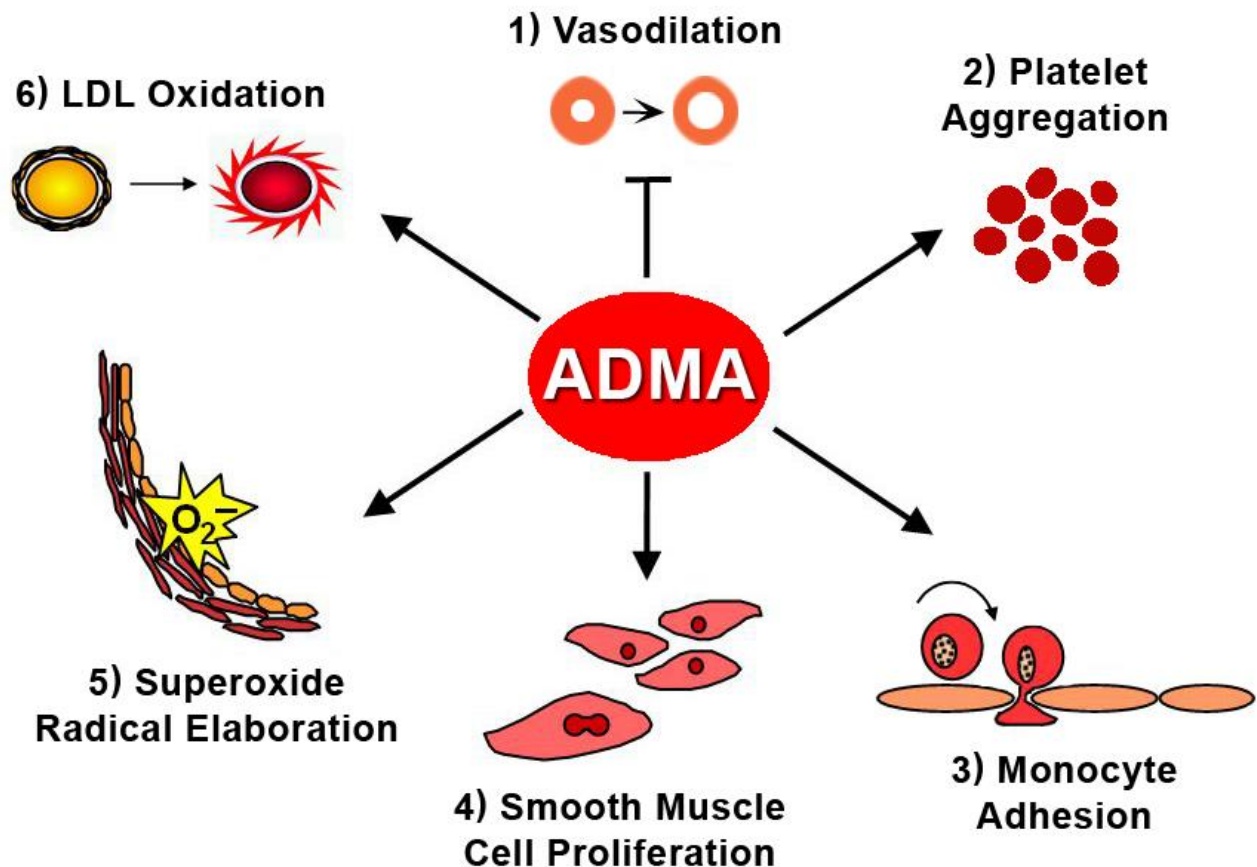 1) Vasodilation
2) Platelet
Aggregation
3) Monocyte
Adhesion
4) Smooth Muscle
Cell Proliferation
5) Superoxide
Radical Elaboration
6) LDL Oxidation
ADMA
O₂⁻